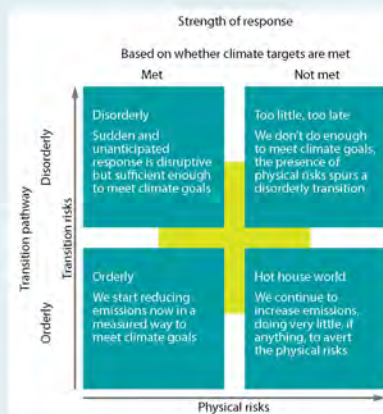 Strength of response
Based on whether climate targets are met
Met
Not met
Transition pathway
Disorderly
Orderly
Transition risks
Disorderly
Sudden and
unanticipated
response is disruptive
but sufficient enough
to meet climate goals
Too little, too late
We don't do enough
to meet climate goals,
the presence of
physical risks spurs a
disorderly transition
Orderly
We start reducing
emissions now in a
measured way to
meet climate goals
Hot house world
We continue to
increase emissions,
doing very little, if
anything, to avert
the physical risks
Physical risks